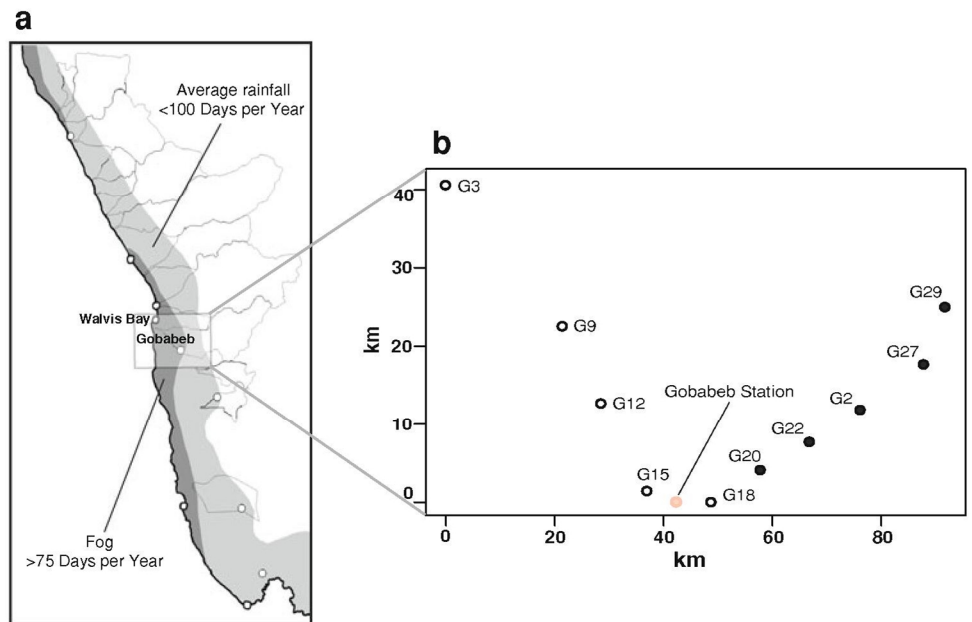 a
Average rainfall
<100 Days per Year
Walvis Bay
Gobabeb
Fog
>75 Days per Year
b
40
30
20
10
0
km
G3
G9
G12
G15
Gobabeb Station
G18
G20
G22
G2
G27
G29
0 20 40 60 80
km